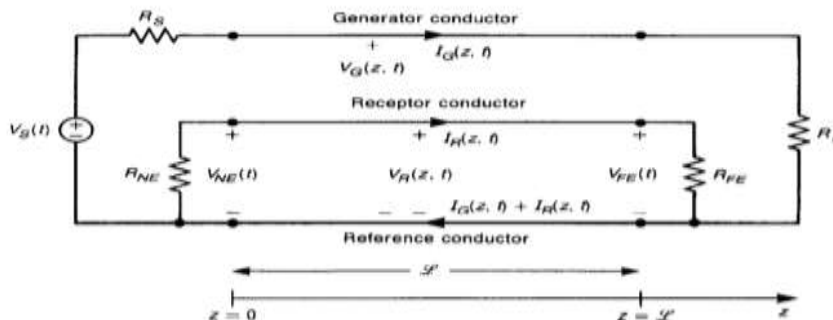 Generator conductor
R_S
I_G(z, t)
V_G(z, t)
Receptor conductor
V_S(t)
I_R(z, t)
R_NE
V_NE(t)
V_R(z, t)
V_FE(t)
R_FE
I_G(z, t) + I_R(z, t)
Reference conductor
ℒ
z = 0
z = ℒ
z